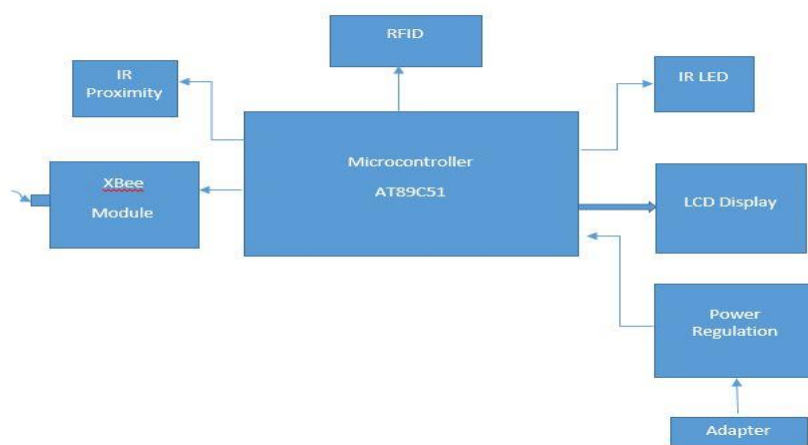 RFID
IR
Proximity
IR LED
Microcontroller
AT89C51
XBee
Module
LCD Display
Power
Regulation
Adapter